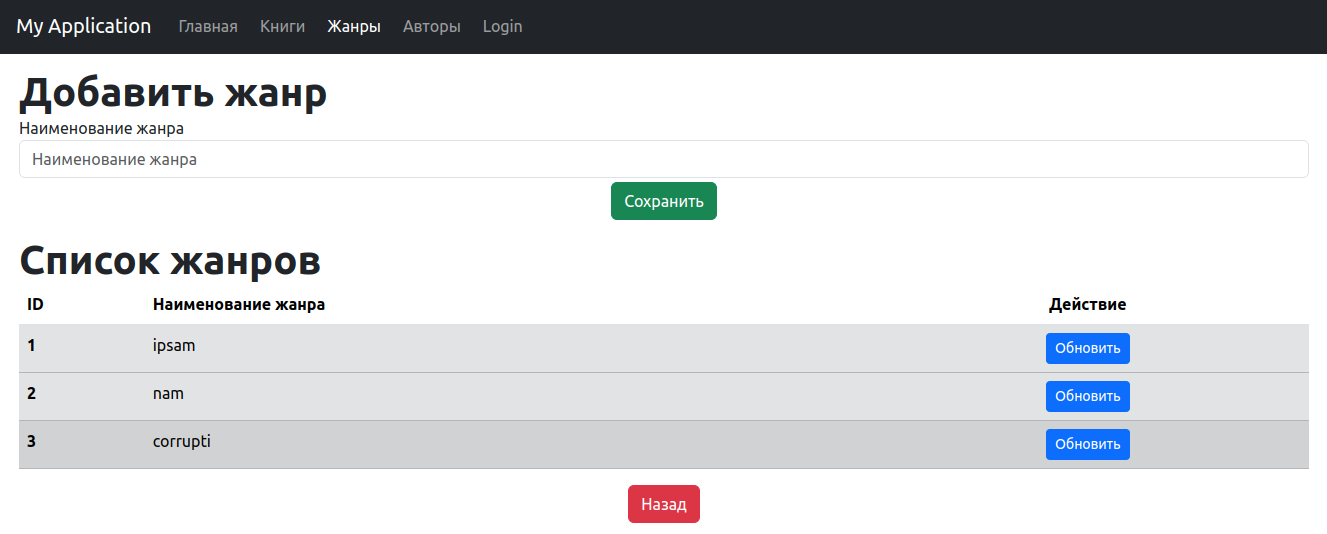 My Application Главная Книги Жанры Авторы Login
Добавить жанр
Наименование жанра
Наименование жанра
Сохранить
Список жанров
ID Наименование жанра Действие
1 ipsam Обновить
2 nam Обновить
3 corrupti Обновить
Назад